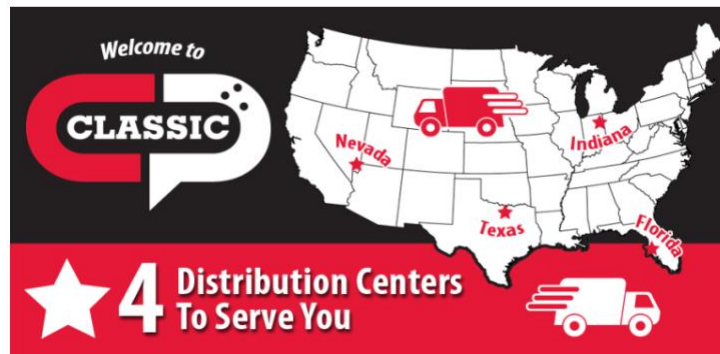 Welcome to
CLASSIC
Nevada
Indiana
Texas
Florida
4 Distribution Centers
To Serve You